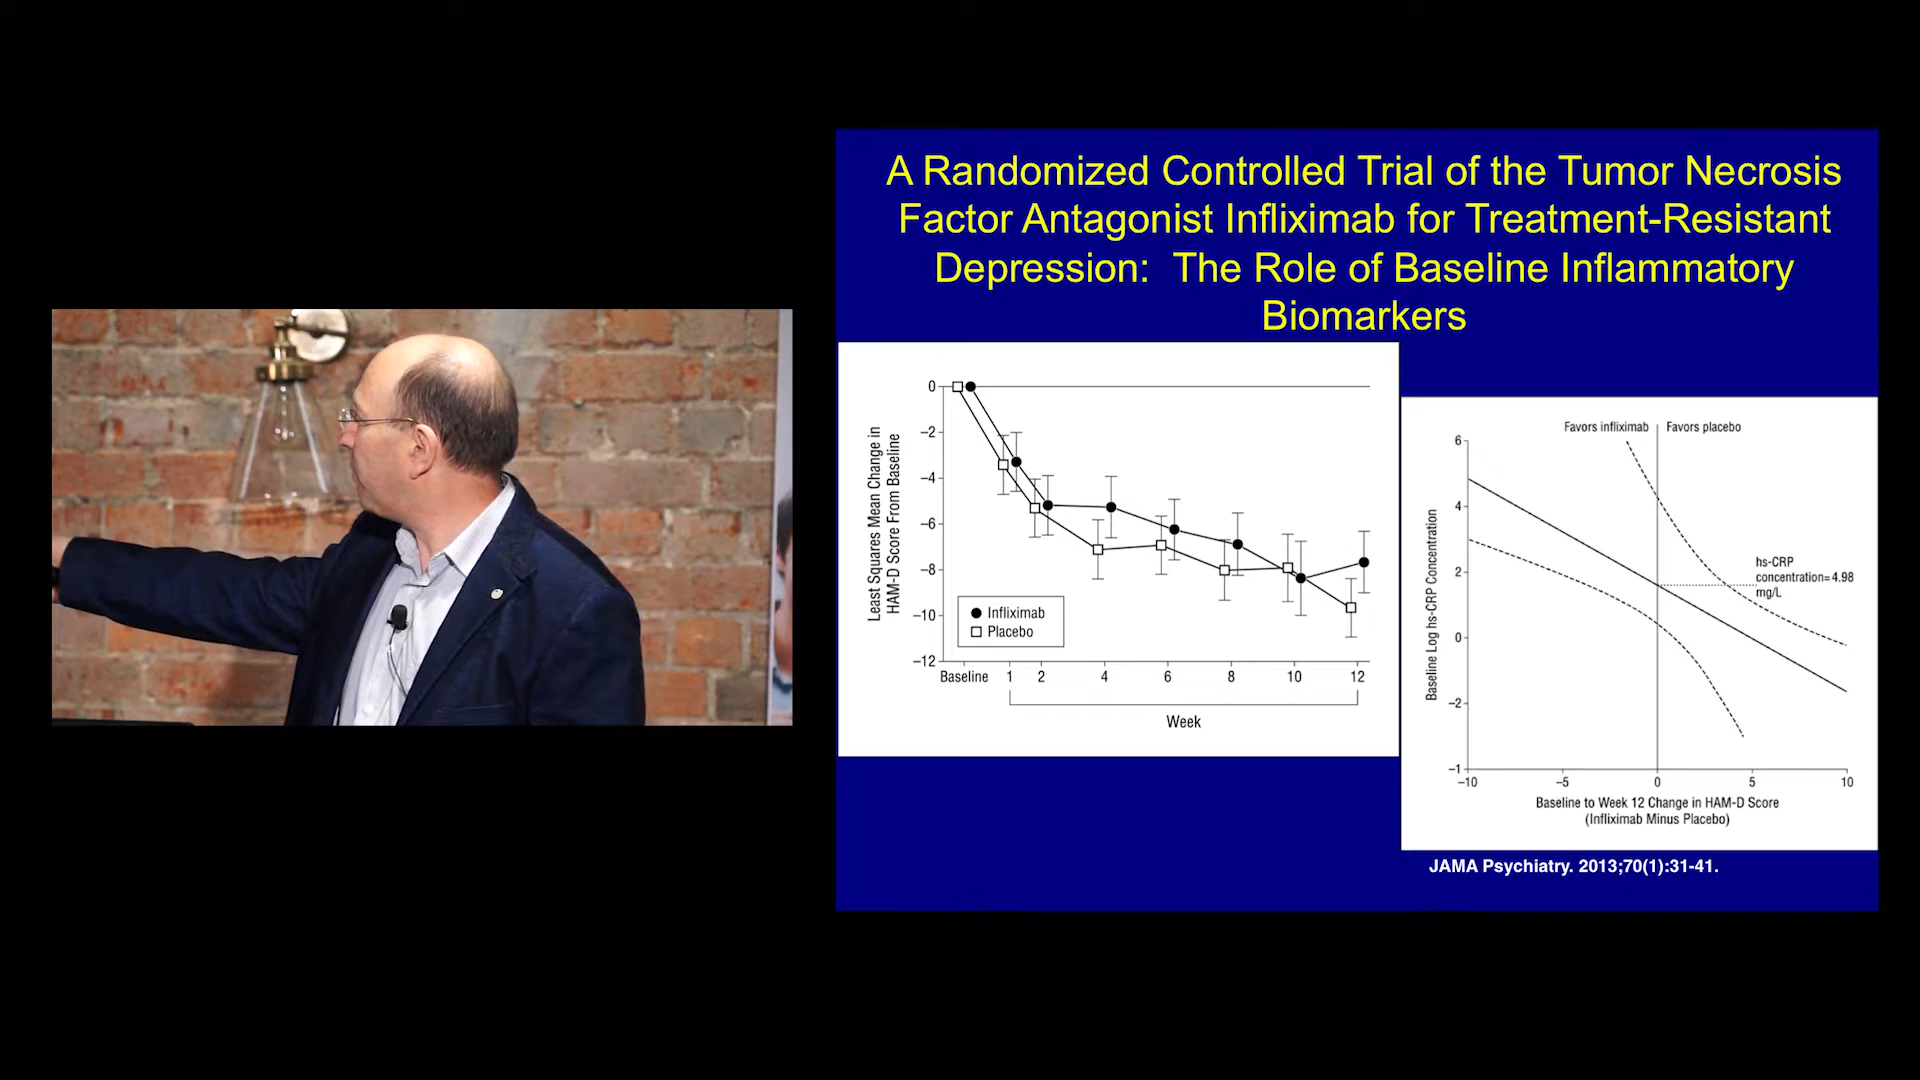 A Randomized Controlled Trial of the Tumor Necrosis
Factor Antagonist Infliximab for Treatment-Resistant
Depression:  The Role of Baseline Inflammatory
Biomarkers
0
−2
−4
−6
−8
−10
−12
Least Squares Mean Change in
HAM-D Score From Baseline
Infliximab
Placebo
Baseline 1 2 4 6 8 10 12
Week
Favors infliximab Favors placebo
6
4
2
0
−2
−1
Baseline Log hs-CRP Concentration
hs-CRP
concentration=4.98
mg/L
−10 −5 0 5 10
Baseline to Week 12 Change in HAM-D Score
(Infliximab Minus Placebo)
JAMA Psychiatry. 2013;70(1):31-41.